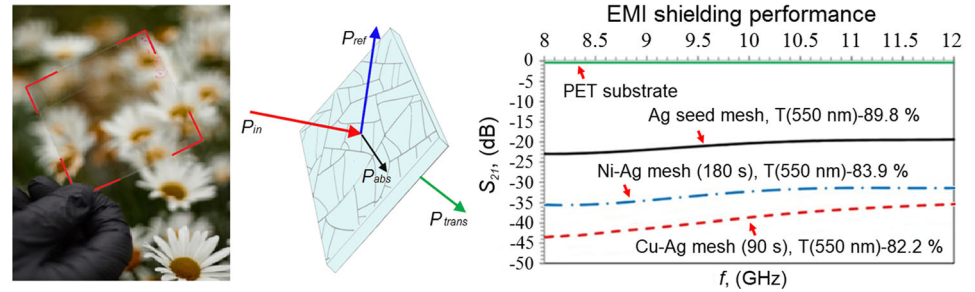 EMI shielding performance
8 8.5 9 9.5 10 10.5 11 11.5 12
0
-5
-10
-15
-20
-25
-30
-35
-40
-45
-50
S21, (dB)
PET substrate
Ag seed mesh, T(550 nm)-89.8 %
Ni-Ag mesh (180 s), T(550 nm)-83.9 %
Cu-Ag mesh (90 s), T(550 nm)-82.2 %
f, (GHz)
Pref
Pin
Pabs
Ptrans